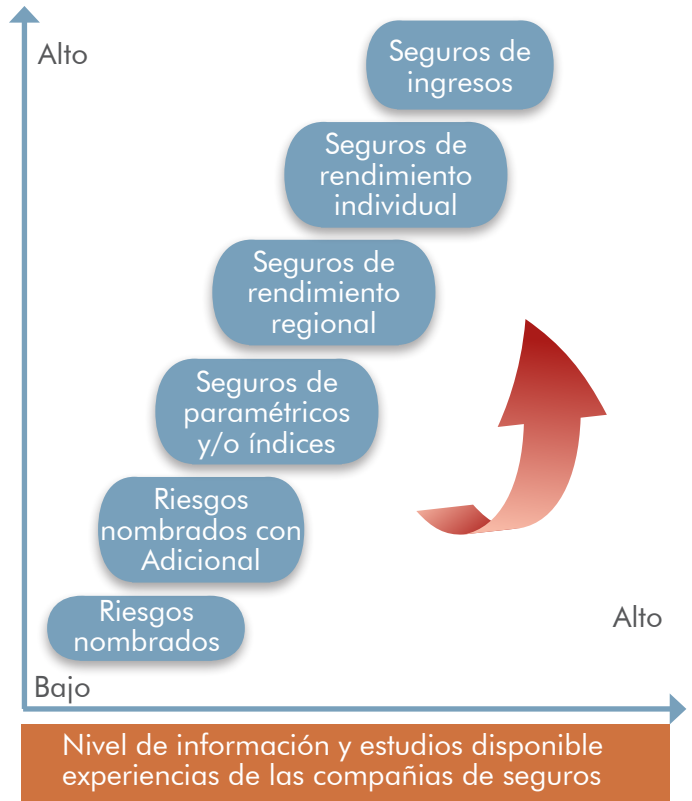 Alto
Seguros de
ingresos
Seguros de
rendimiento
individual
Seguros de
rendimiento
regional
Seguros de
paramétricos
y/o índices
Riesgos
nombrados con
Adicional
Riesgos
nombrados
Alto
Bajo
Nivel de información y estudios disponible
experiencias de las compañias de seguros